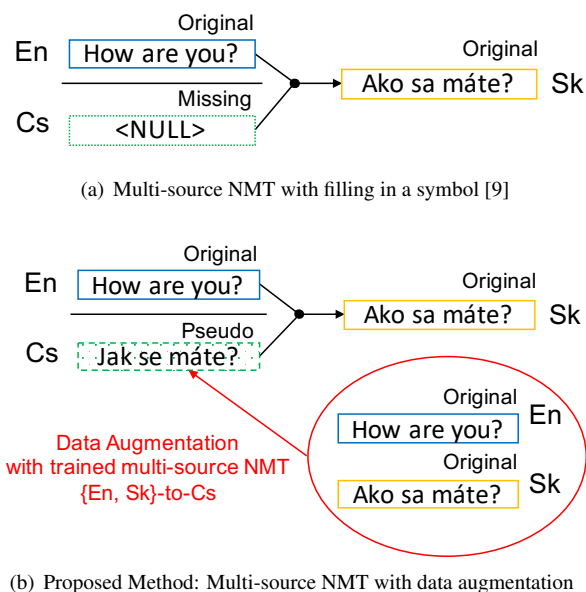 Original
En How are you?
Original
Ako sa máte? Sk
Missing
Cs <NULL>
(a) Multi-source NMT with filling in a symbol [9]
Original
En How are you?
Original
Ako sa máte? Sk
Pseudo
Cs Jak se máte?
Original
How are you? En
Original
Ako sa máte? Sk
Data Augmentation
with trained multi-source NMT
{En, Sk}-to-Cs
(b) Proposed Method: Multi-source NMT with data augmentation